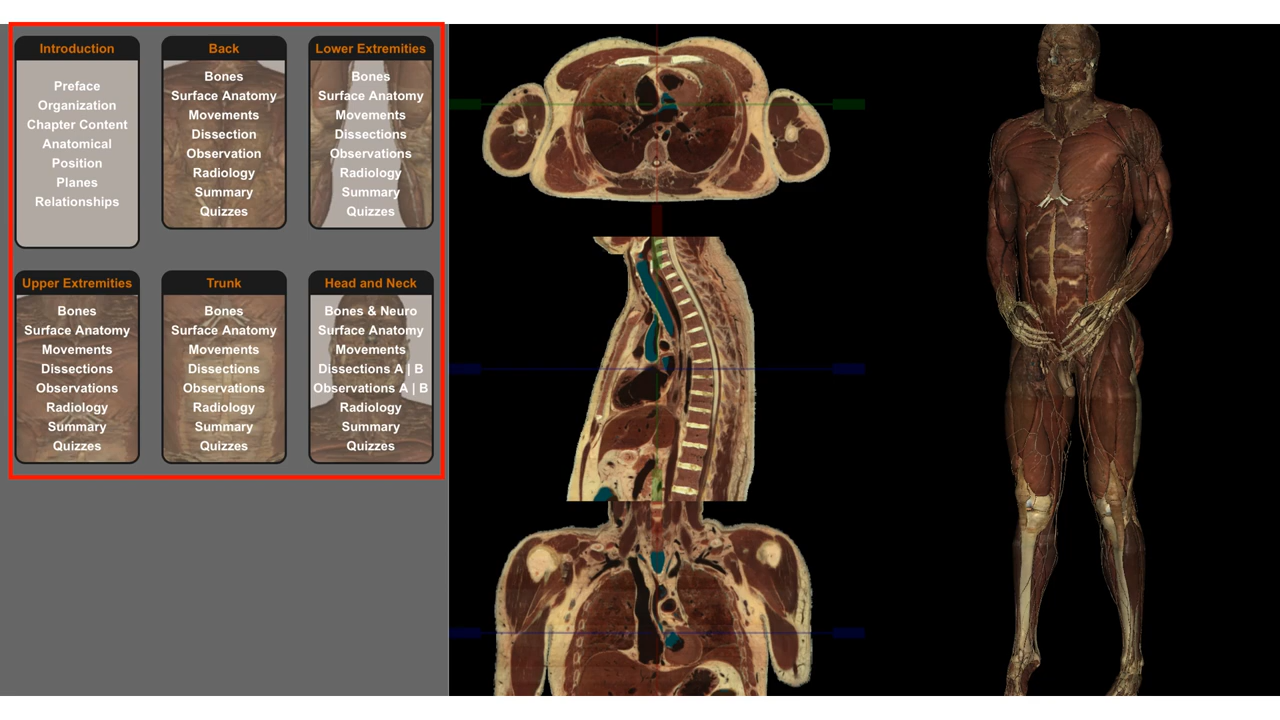 Introduction
Preface
Organization
Chapter Content
Anatomical
Position
Planes
Relationships
Back
Bones
Surface Anatomy
Movements
Dissection
Observation
Radiology
Summary
Quizzes
Lower Extremities
Bones
Surface Anatomy
Movements
Dissections
Observations
Radiology
Summary
Quizzes
Upper Extremities
Bones
Surface Anatomy
Movements
Dissections
Observations
Radiology
Summary
Quizzes
Trunk
Bones
Surface Anatomy
Movements
Dissections
Observations
Radiology
Summary
Quizzes
Head and Neck
Bones & Neuro
Surface Anatomy
Movements
Dissections A | B
Observations A | B
Radiology
Summary
Quizzes